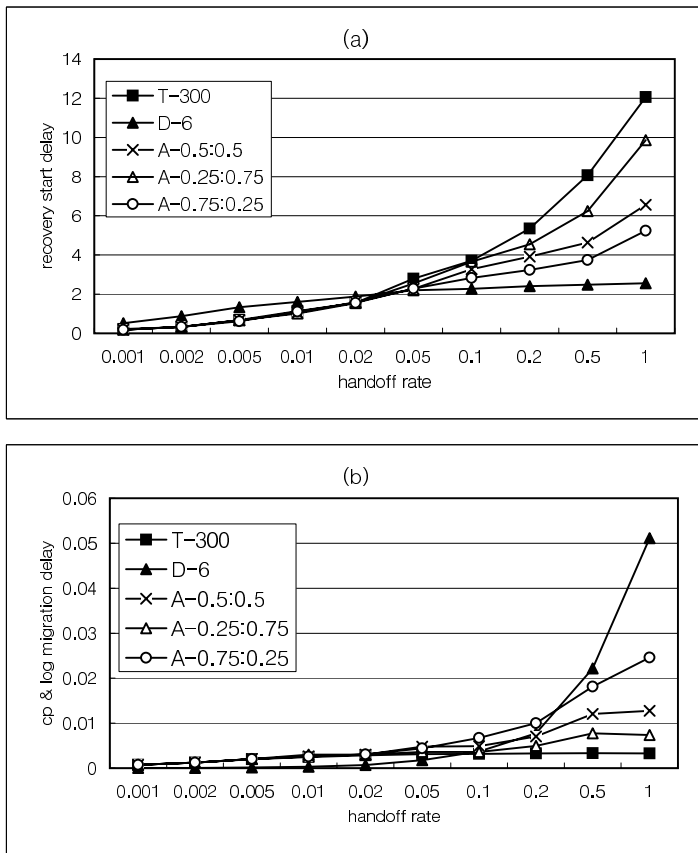 (a)
14
12
10
8
6
4
2
0
recovery start delay
T-300
D-6
A-0.5:0.5
A-0.25:0.75
A-0.75:0.25
0.001 0.002 0.005 0.01 0.02 0.05 0.1 0.2 0.5 1
handoff rate
(b)
0.06
0.05
0.04
0.03
0.02
0.01
0
cp & log migration delay
T-300
D-6
A-0.5:0.5
A-0.25:0.75
A-0.75:0.25
0.001 0.002 0.005 0.01 0.02 0.05 0.1 0.2 0.5 1
handoff rate